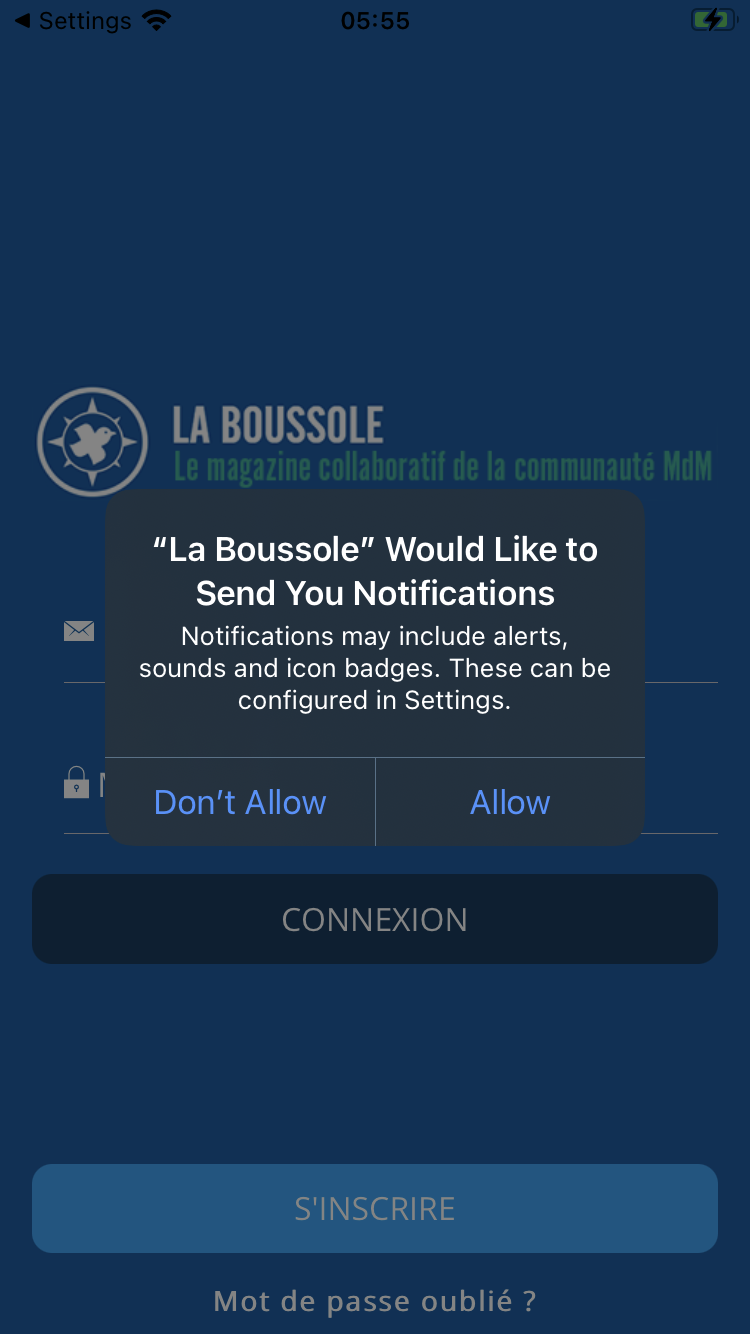 Settings
05:55
LA BOUSSOLE
Le magazine collaboratif de la communauté MdM
“La Boussole” Would Like to
Send You Notifications
Notifications may include alerts,
sounds and icon badges. These can be
configured in Settings.
Don’t Allow
Allow
CONNEXION
S'INSCRIRE
Mot de passe oublié ?